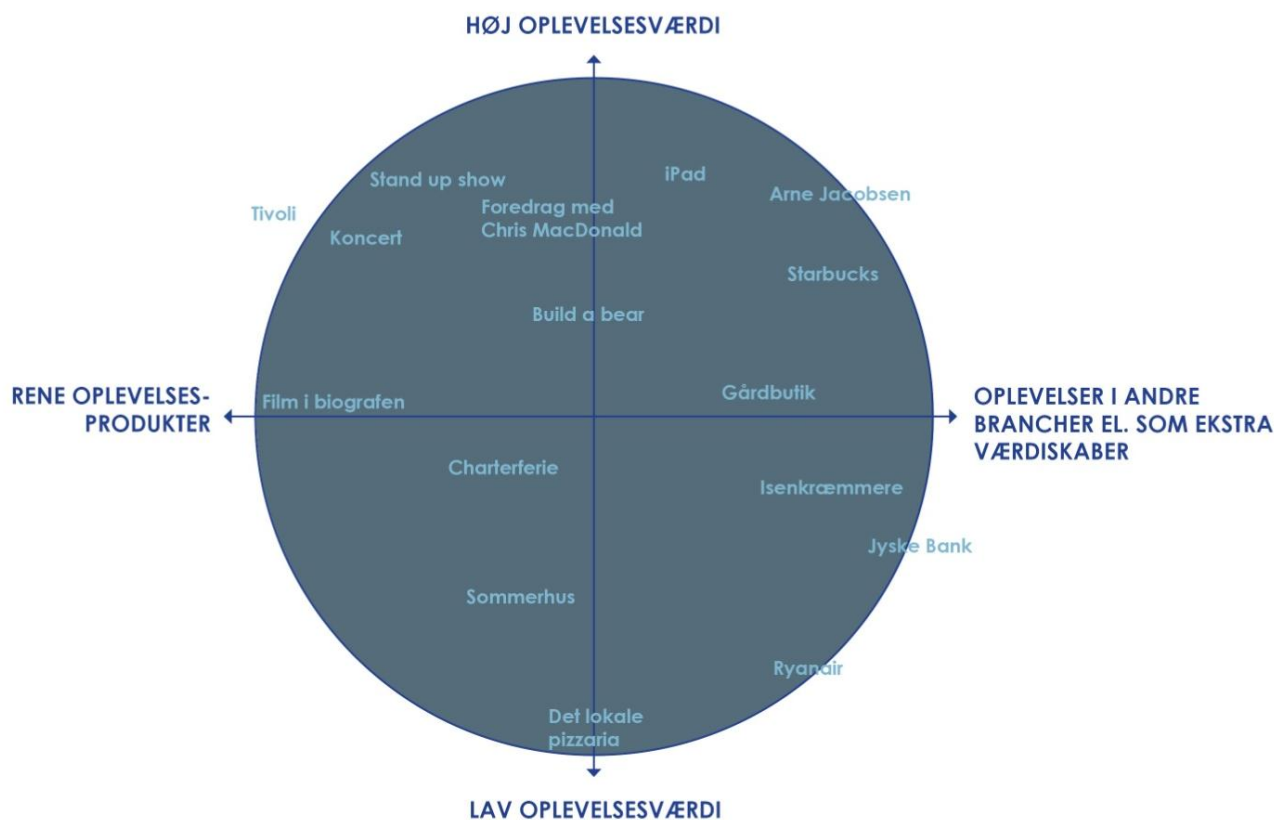 HØJ OPLEVELSESVÆRDI
Stand up show
iPad
Arne Jacobsen
Tivoli
Foredrag med
Chris MacDonald
Koncert
Starbucks
Build a bear
RENE OPLEVELSES-
PRODUKTER
Film i biografen
Gårdbutik
OPLEVELSER I ANDRE
BRANCHER EL. SOM EKSTRA
VÆRDISKABER
Charterferie
Isenkræmmere
Jyske Bank
Sommerhus
Ryanair
Det lokale
pizzaria
LAV OPLEVELSESVÆRDI